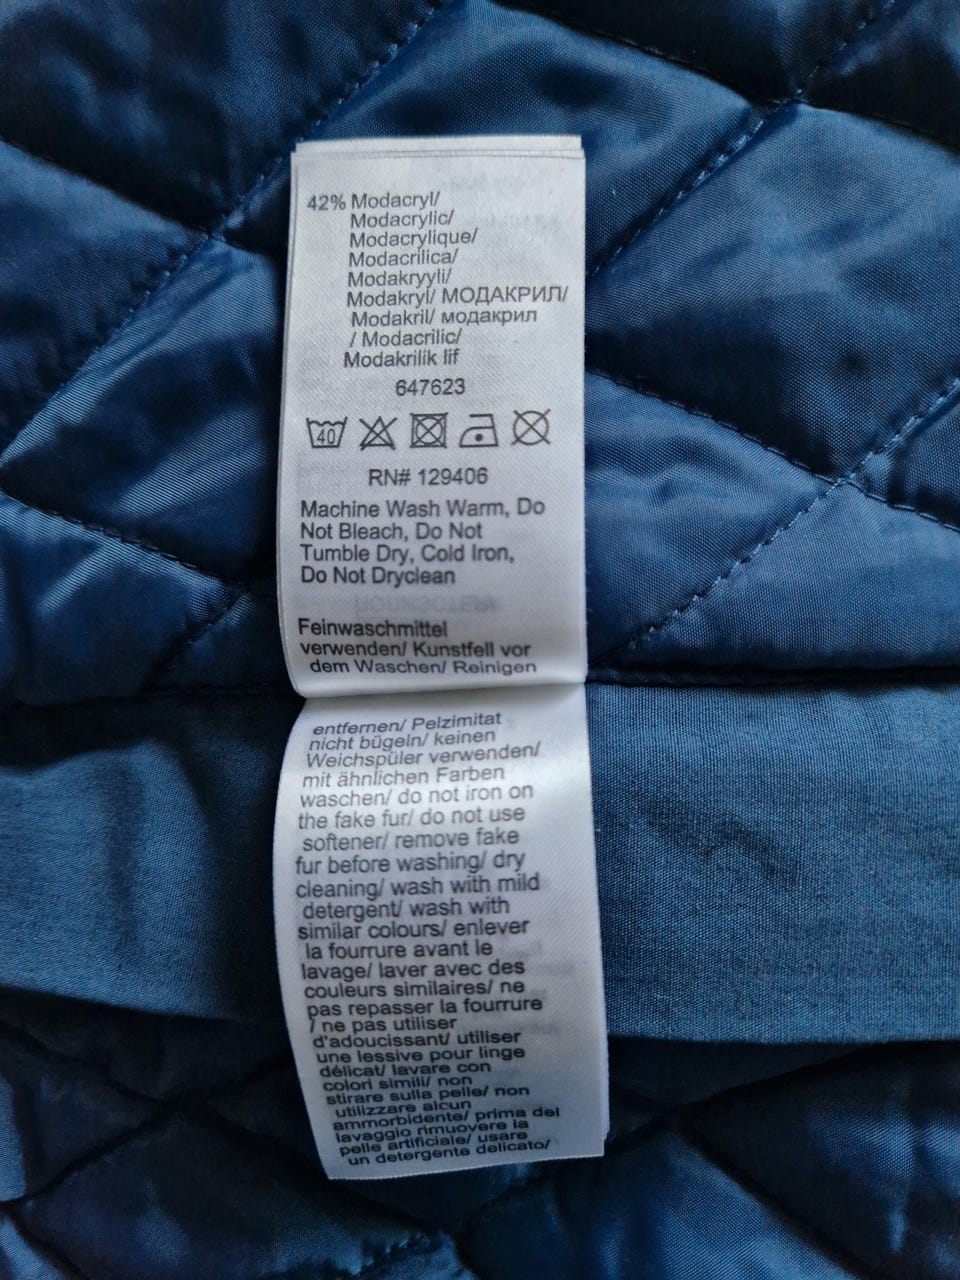 42% Modacryl/
Modacrylic/
Modacrylique/
Modacrilica/
Modakryyli/
Modakryl/ МОДАКРИЛ/
Modakril/ модакрил
/ Modacrilic/
Modakrilik lif
647623
40
RN# 129406
Machine Wash Warm, Do
Not Bleach, Do Not
Tumble Dry, Cold Iron,
Do Not Dryclean
Feinwaschmittel
verwenden/ Kunstfell vor
dem Waschen/ Reinigen
entfernen/ Pelzimitat
nicht bügeln/ keinen
Weichspüler verwenden/
mit ähnlichen Farben
waschen/ do not iron on
the fake fur/ do not use
softener/ remove fake
fur before washing/ dry
cleaning/ wash with mild
detergent/ wash with
similar colours/ enlever
la fourrure avant le
lavage/ laver avec des
couleurs similaires/ ne
pas repasser la fourrure
/ ne pas utiliser
d'adoucissant/ utiliser
une lessive pour linge
délicat/ lavare con
colori simili/ non
stirare sulla pelle/ non
utilizzare alcun
ammorbidente/ prima del
lavaggio rimuovere la
pelle artificiale/ usare
un detergente delicato/